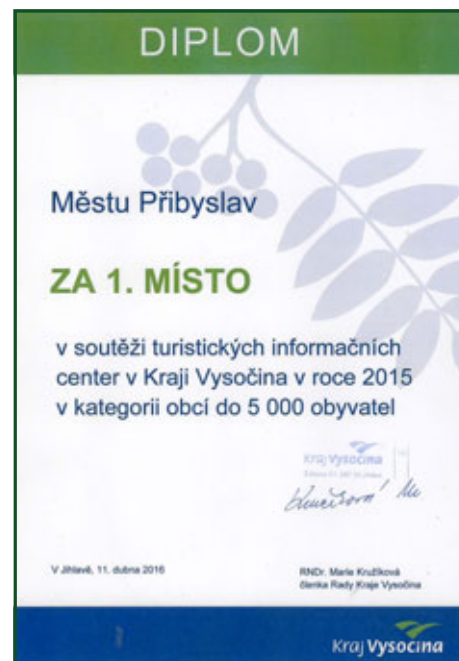 DIPLOM
Městu Přibyslav
ZA 1. MÍSTO
v soutěži turistických informačních
center v Kraji Vysočina v roce 2015
v kategorii obcí do 5 000 obyvatel
Kraj Vysočina
V Jihlavě, 11. dubna 2016
RNDr. Marie Kružíková
členka Rady Kraje Vysočina
Kraj Vysočina